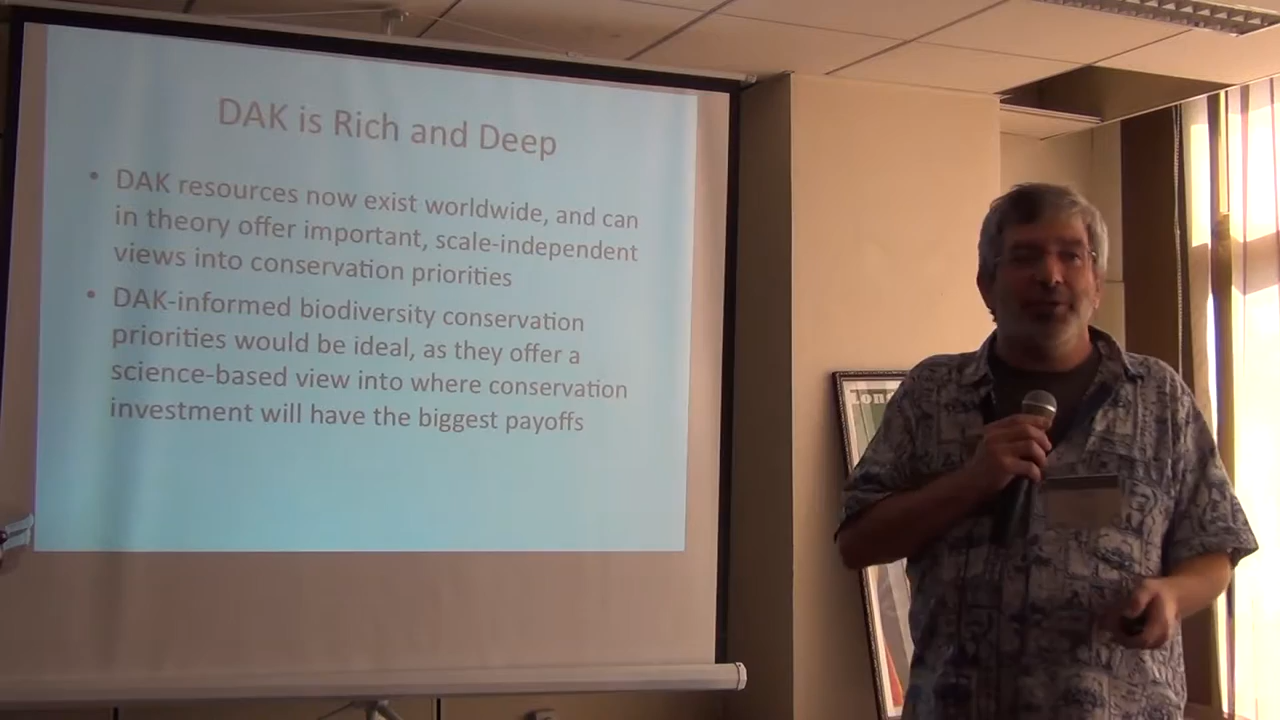 DAK is Rich and Deep
• DAK resources now exist worldwide, and can
in theory offer important, scale-independent
views into conservation priorities
• DAK-informed biodiversity conservation
priorities would be ideal, as they offer a
science-based view into where conservation
investment will have the biggest payoffs